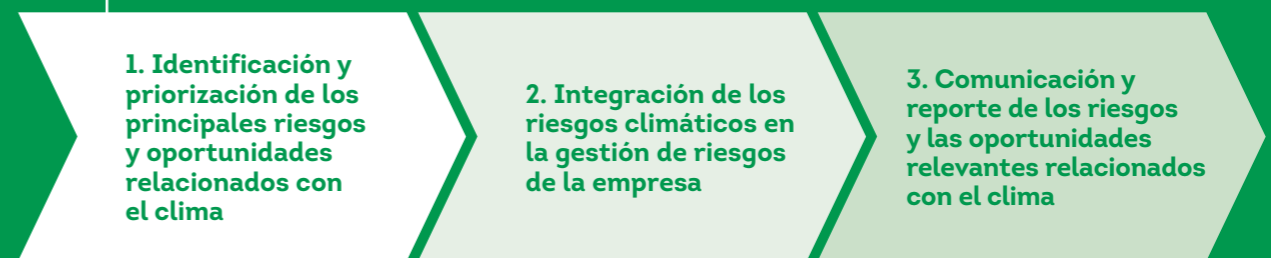 1. Identificación y
priorización de los
principales riesgos
y oportunidades
relacionados con
el clima
2. Integración de los
riesgos climáticos en
la gestión de riesgos
de la empresa
3. Comunicación y
reporte de los riesgos
y las oportunidades
relevantes relacionados
con el clima